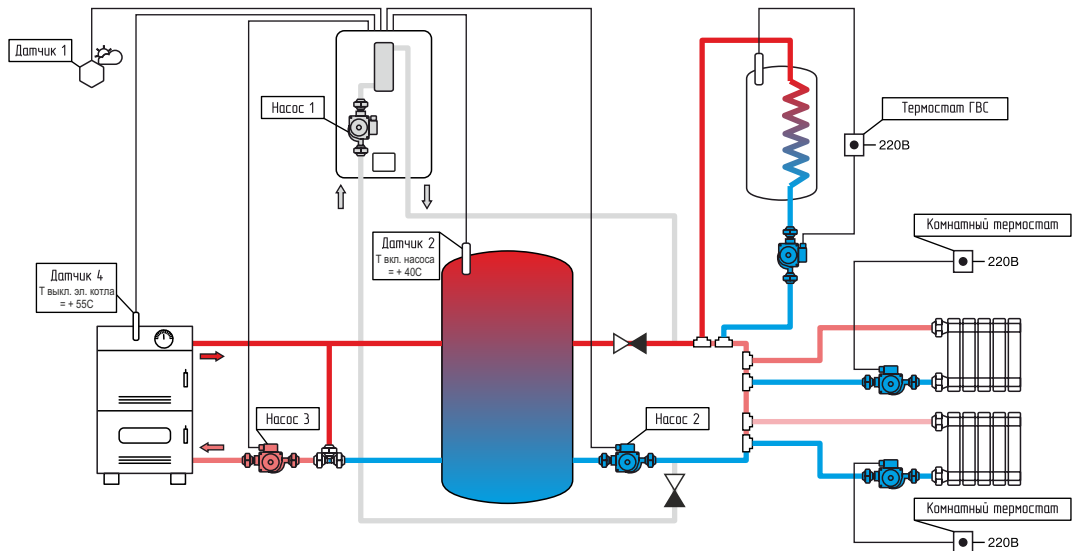 Датчик 1
Насос 1
Термостат ГВС
220В
Комнатный термостат
220В
Датчик 2
Т вкл. насоса
= + 40С
Датчик 4
Т выкл. эл. котла
= + 55С
Насос 3
Насос 2
Комнатный термостат
220В